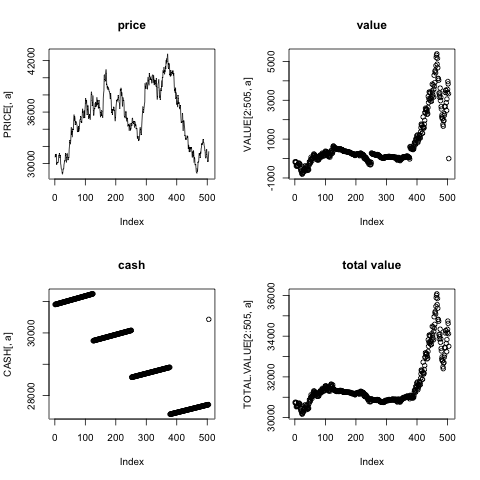 price
PRICE[, a]
30000 36000 42000
0 100 200 300 400 500
Index
value
VALUE[2:505, a]
-1000 1000 3000 5000
0 100 200 300 400 500
Index
cash
CASH[, a]
28000 30000
0 100 200 300 400 500
Index
total value
TOTAL.VALUE[2:505, a]
30000 32000 34000 36000
0 100 200 300 400 500
Index